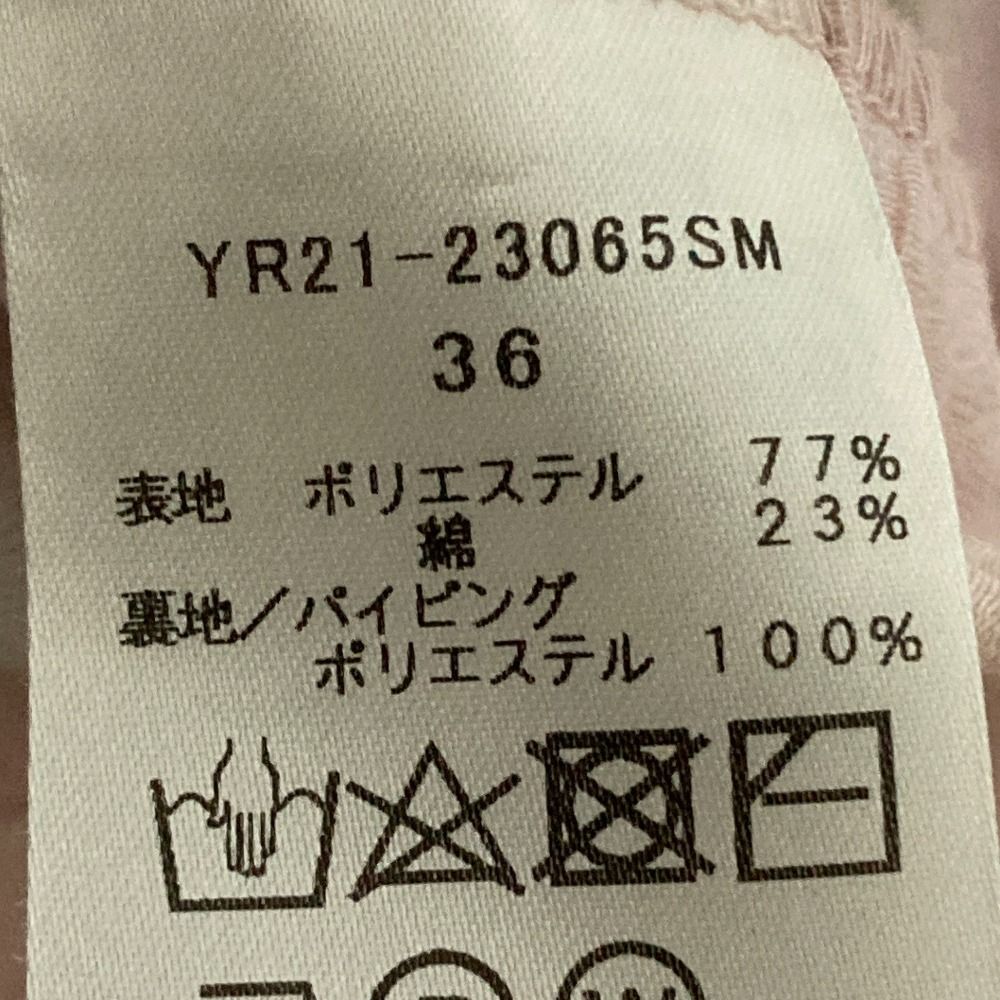 YR21-23065SM
36
表地 ポリエステル 77%
綿 23%
裏地/パイピング
ポリエステル 100%